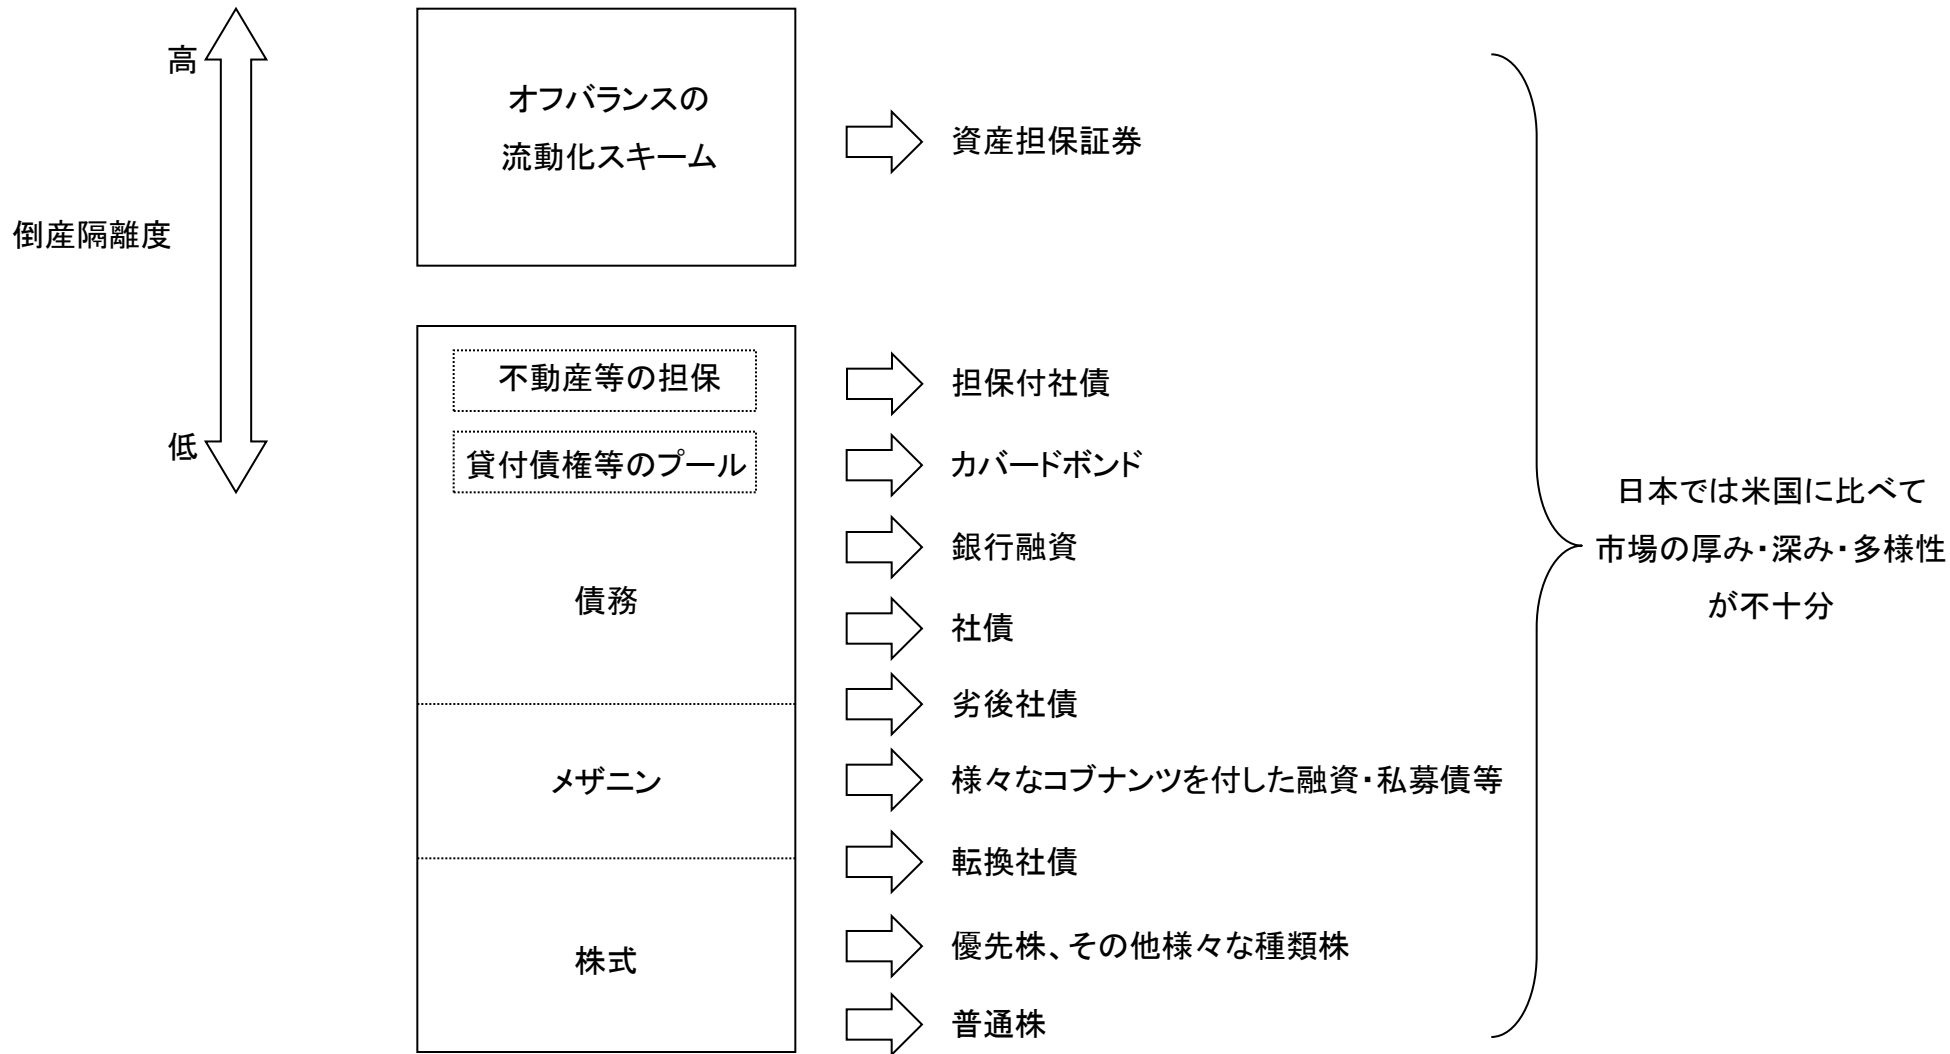 高
倒産隔離度
低
オフバランスの
流動化スキーム
資産担保証券
不動産等の担保
貸付債権等のプール
債務
メザニン
株式
担保付社債
カバードボンド
銀行融資
社債
劣後社債
様々なコブナンツを付した融資・私募債等
転換社債
優先株、その他様々な種類株
普通株
日本では米国に比べて
市場の厚み・深み・多様性
が不十分